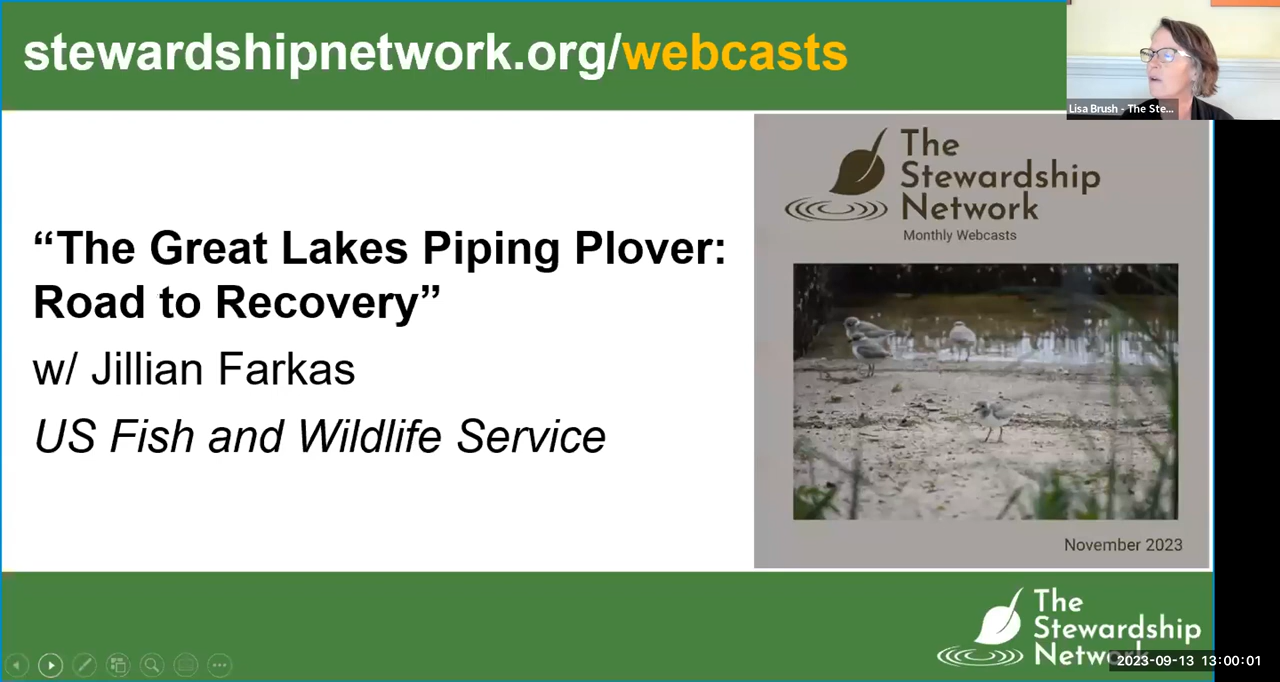 stewardshipnetwork.org/webcasts
Lisa Brush - The Ste...
The
Stewardship
Network
Monthly Webcasts
“The Great Lakes Piping Plover:
Road to Recovery”
w/ Jillian Farkas
US Fish and Wildlife Service
November 2023
The
Stewardship
Network
2023-09-13 13:00:01